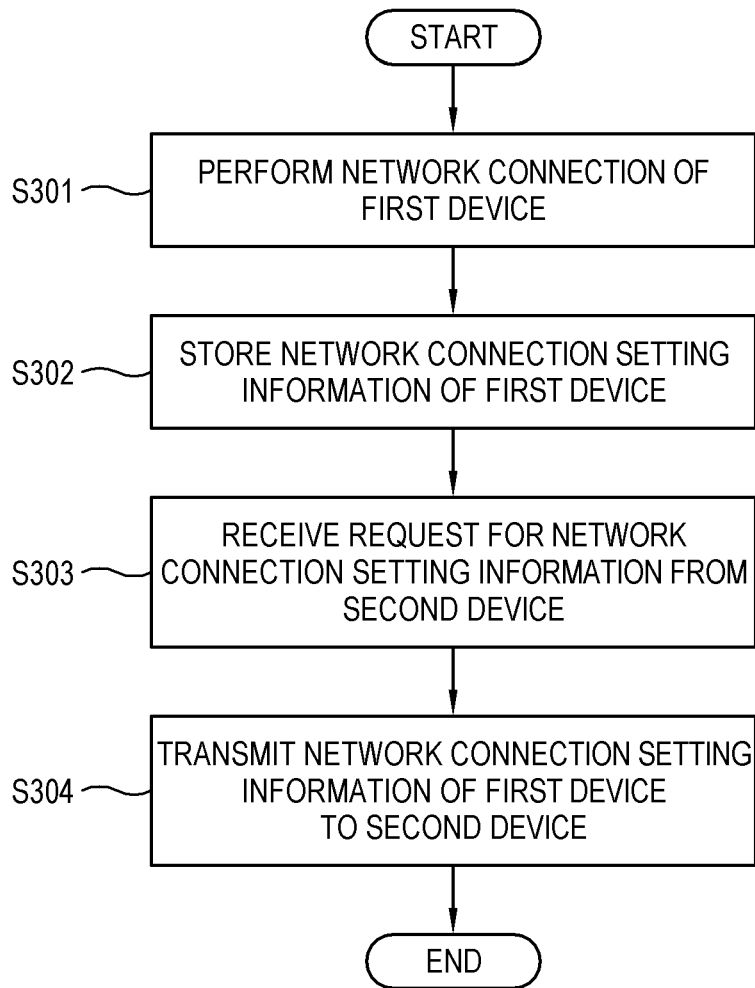 START
S301
PERFORM NETWORK CONNECTION OF
FIRST DEVICE
S302
STORE NETWORK CONNECTION SETTING
INFORMATION OF FIRST DEVICE
S303
RECEIVE REQUEST FOR NETWORK
CONNECTION SETTING INFORMATION FROM
SECOND DEVICE
S304
TRANSMIT NETWORK CONNECTION SETTING
INFORMATION OF FIRST DEVICE
TO SECOND DEVICE
END